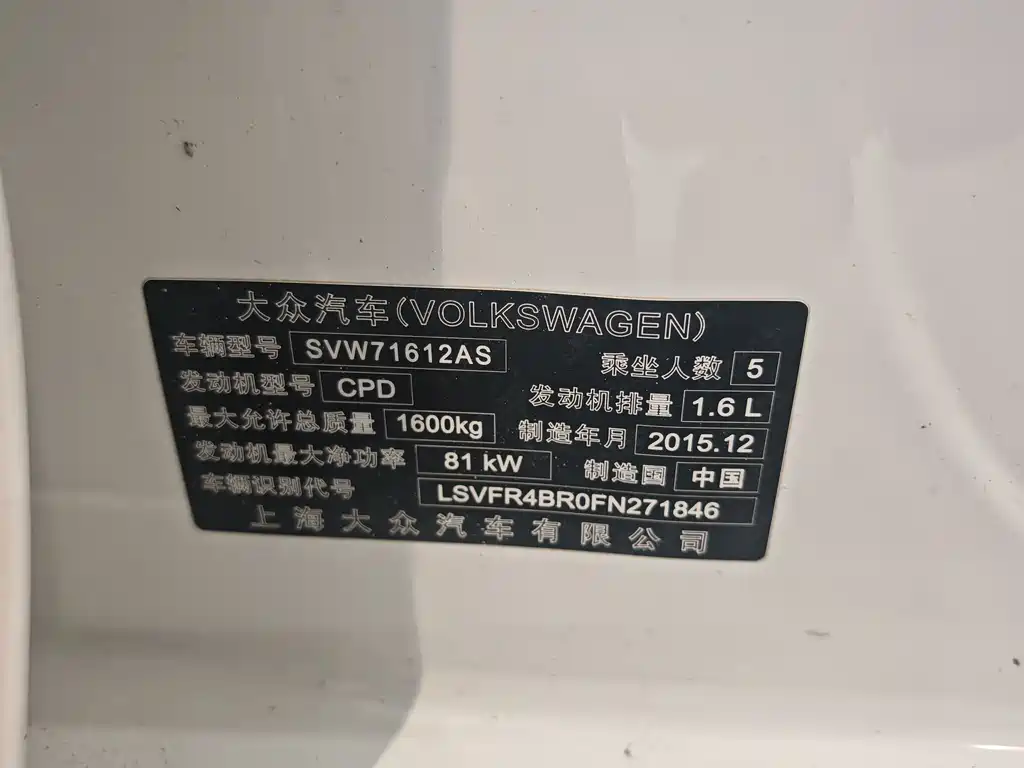 大众汽车(VOLKSWAGEN)
车辆型号 SVW71612AS 乘坐人数 5
发动机型号 CPD 发动机排量 1.6 L
最大允许总质量 1600kg 制造年月 2015.12
发动机最大净功率 81 kW 制造国 中国
车辆识别代号 LSVFR4BR0FN271846
上海大众汽车有限公司